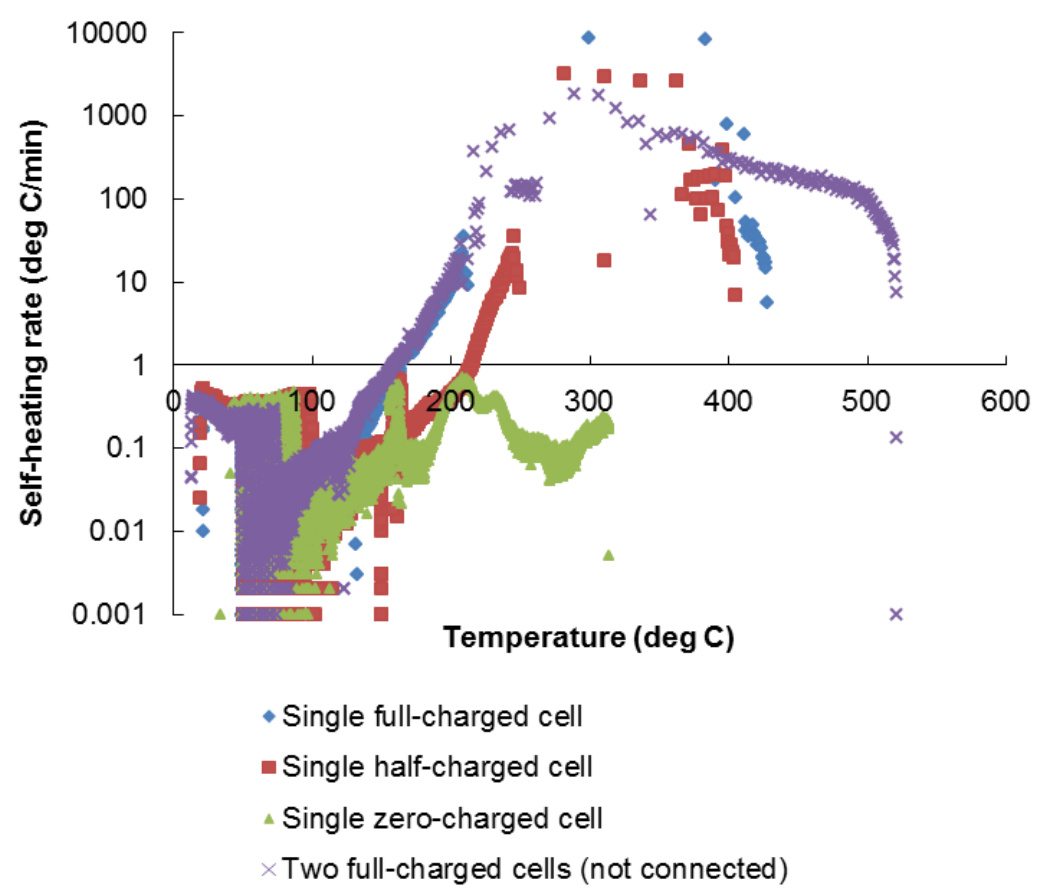 10000
1000
100
10
1
0.1
0.01
0.001
Self-heating rate (deg C/min)
0 100 200 300 400 500 600
Temperature (deg C)
Single full-charged cell
Single half-charged cell
Single zero-charged cell
Two full-charged cells (not connected)